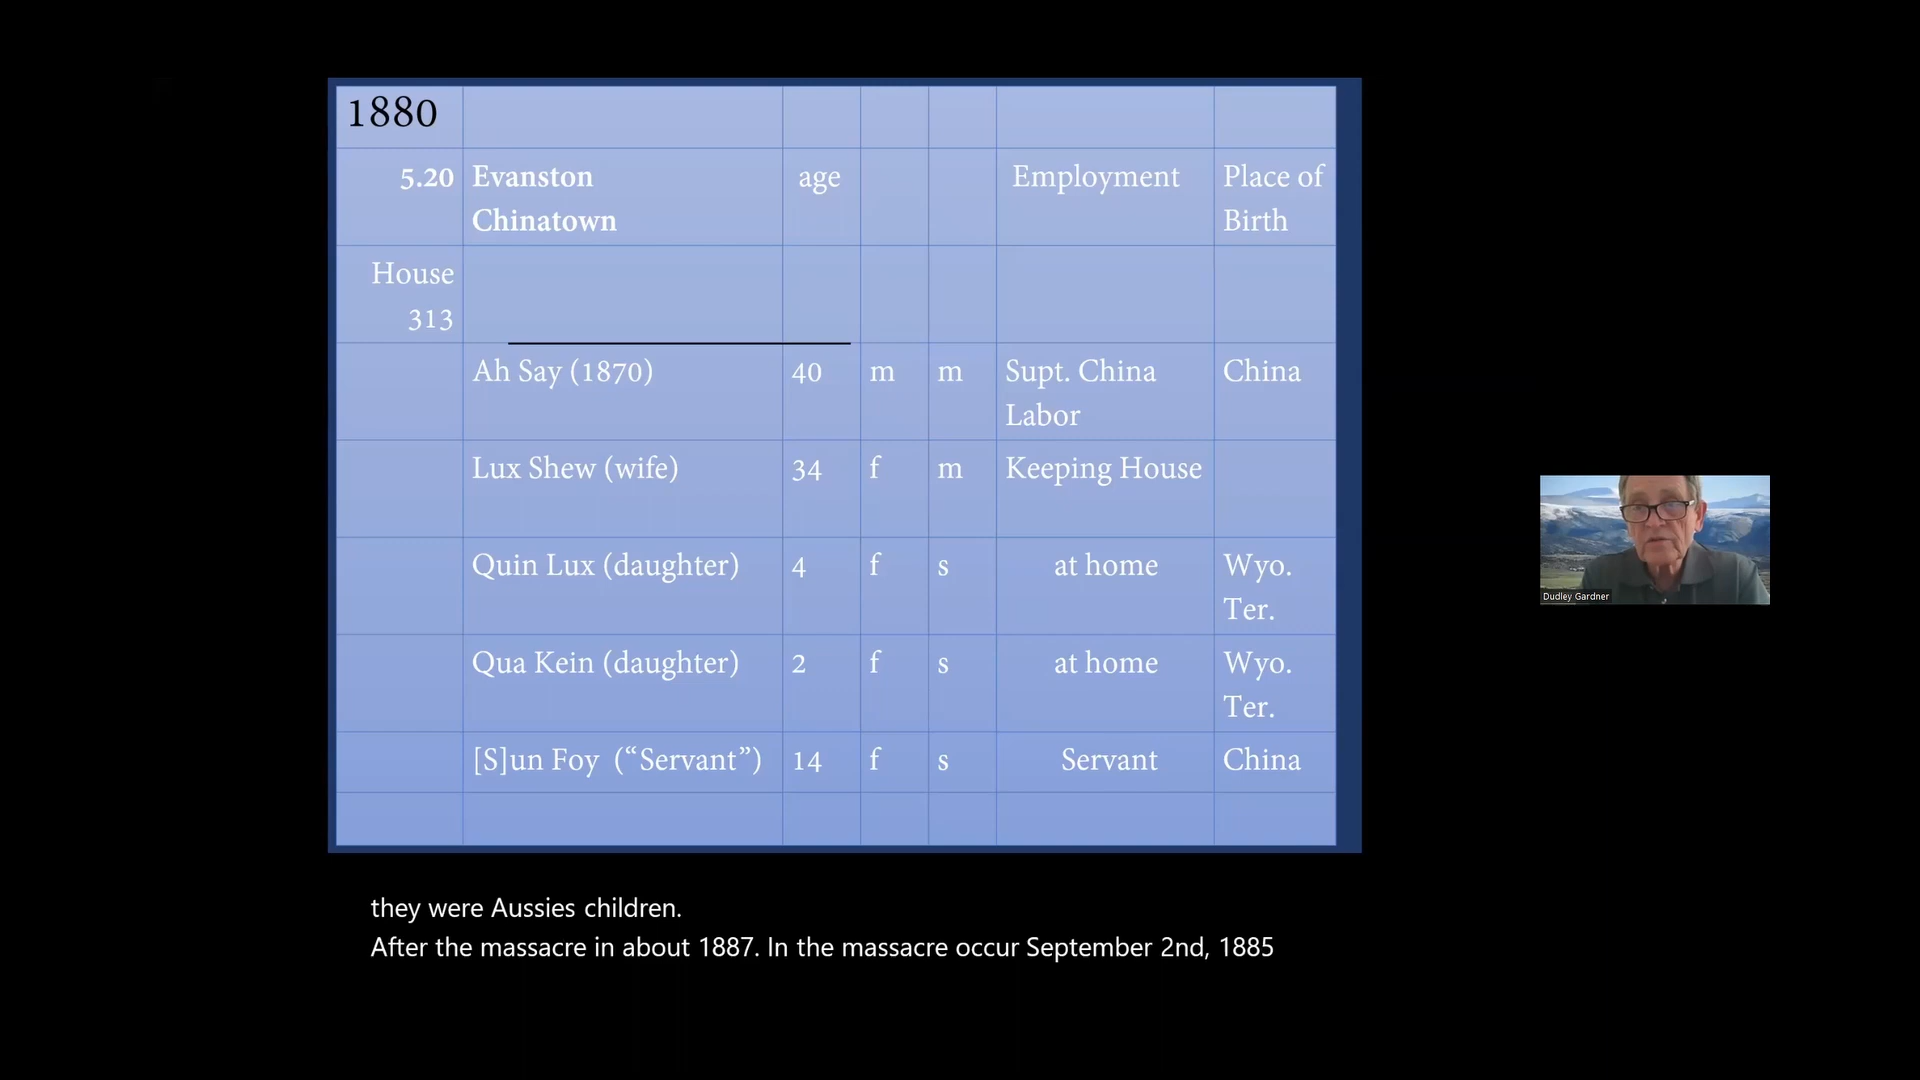 1880
5.20 Evanston age Employment Place of
Chinatown Birth
House
313
Ah Say (1870) 40 m m Supt. China China
Labor
Lux Shew (wife) 34 f m Keeping House
Quin Lux (daughter) 4 f s at home Wyo.
Ter.
Qua Kein (daughter) 2 f s at home Wyo.
Ter.
[S]un Foy (“Servant”) 14 f s Servant China
Dudley Gardner
they were Aussies children.
After the massacre in about 1887. In the massacre occur September 2nd, 1885